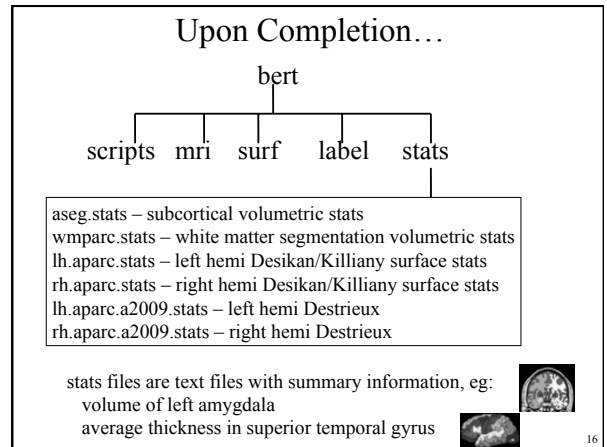 Upon Completion…
bert
scripts mri surf label stats
aseg.stats – subcortical volumetric stats
wmparc.stats – white matter segmentation volumetric stats
lh.aparc.stats – left hemi Desikan/Killiany surface stats
rh.aparc.stats – right hemi Desikan/Killiany surface stats
lh.aparc.a2009.stats – left hemi Destrieux
rh.aparc.a2009.stats – right hemi Destrieux
stats files are text files with summary information, eg:
volume of left amygdala
average thickness in superior temporal gyrus
16